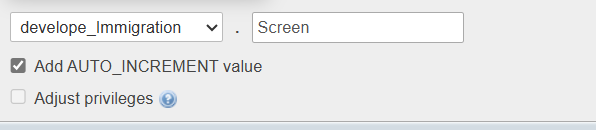 develope_Immigration . Screen
Add AUTO_INCREMENT value
Adjust privileges